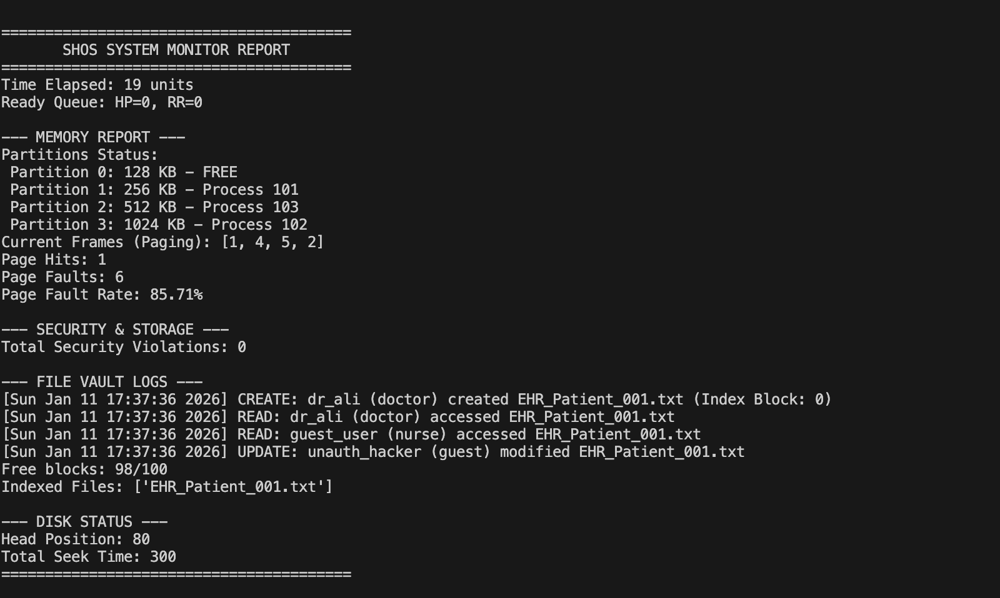 ========================================
       SHOS SYSTEM MONITOR REPORT
========================================
Time Elapsed: 19 units
Ready Queue: HP=0, RR=0

--- MEMORY REPORT ---
Partitions Status:
 Partition 0: 128 KB - FREE
 Partition 1: 256 KB - Process 101
 Partition 2: 512 KB - Process 103
 Partition 3: 1024 KB - Process 102
Current Frames (Paging): [1, 4, 5, 2]
Page Hits: 1
Page Faults: 6
Page Fault Rate: 85.71%

--- SECURITY & STORAGE ---
Total Security Violations: 0

--- FILE VAULT LOGS ---
[Sun Jan 11 17:37:36 2026] CREATE: dr_ali (doctor) created EHR_Patient_001.txt (Index Block: 0)
[Sun Jan 11 17:37:36 2026] READ: dr_ali (doctor) accessed EHR_Patient_001.txt
[Sun Jan 11 17:37:36 2026] READ: guest_user (nurse) accessed EHR_Patient_001.txt
[Sun Jan 11 17:37:36 2026] UPDATE: unauth_hacker (guest) modified EHR_Patient_001.txt
Free blocks: 98/100
Indexed Files: ['EHR_Patient_001.txt']

--- DISK STATUS ---
Head Position: 80
Total Seek Time: 300
========================================